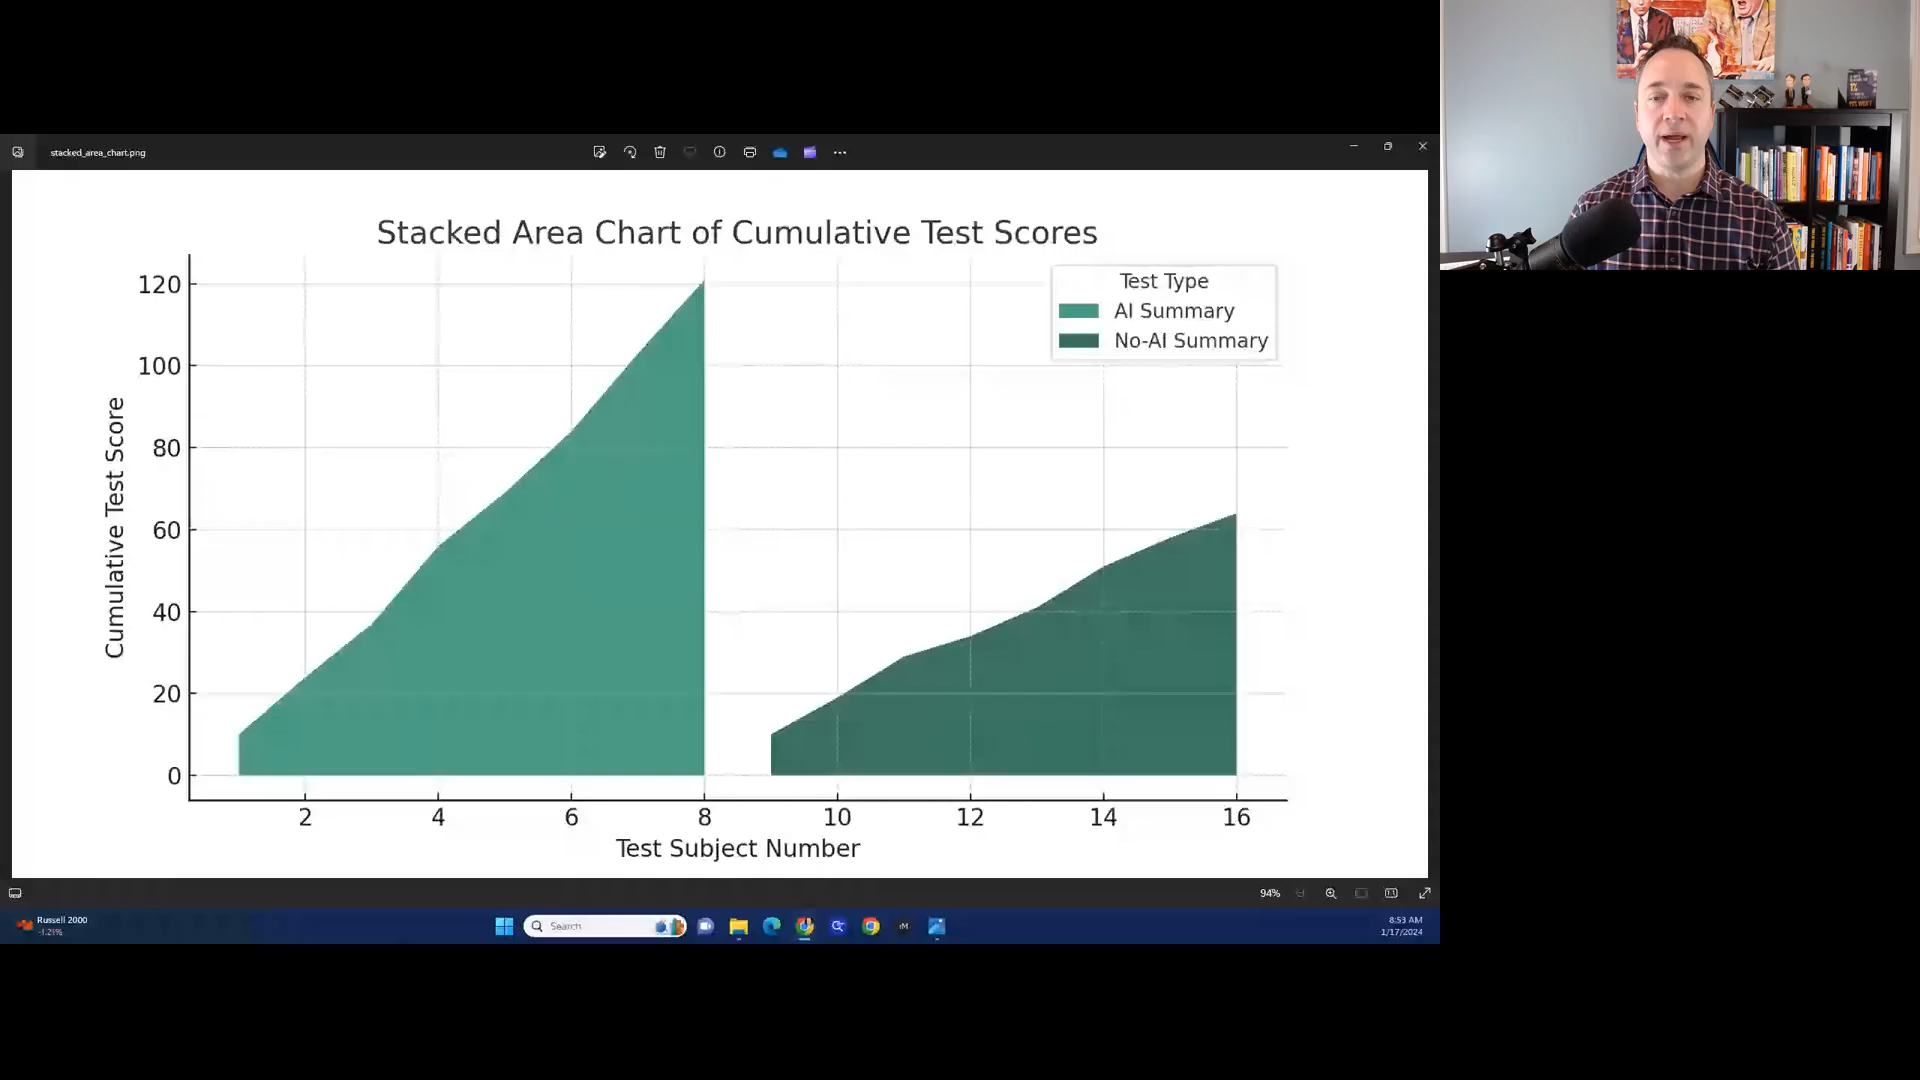 stacked_area_chart.png
Stacked Area Chart of Cumulative Test Scores
Test Type
AI Summary
No-AI Summary
Cumulative Test Score
120
100
80
60
40
20
0
2 4 6 8 10 12 14 16
Test Subject Number
94%
Russell 2000
-1.21%
Search
8:53 AM
1/17/2024